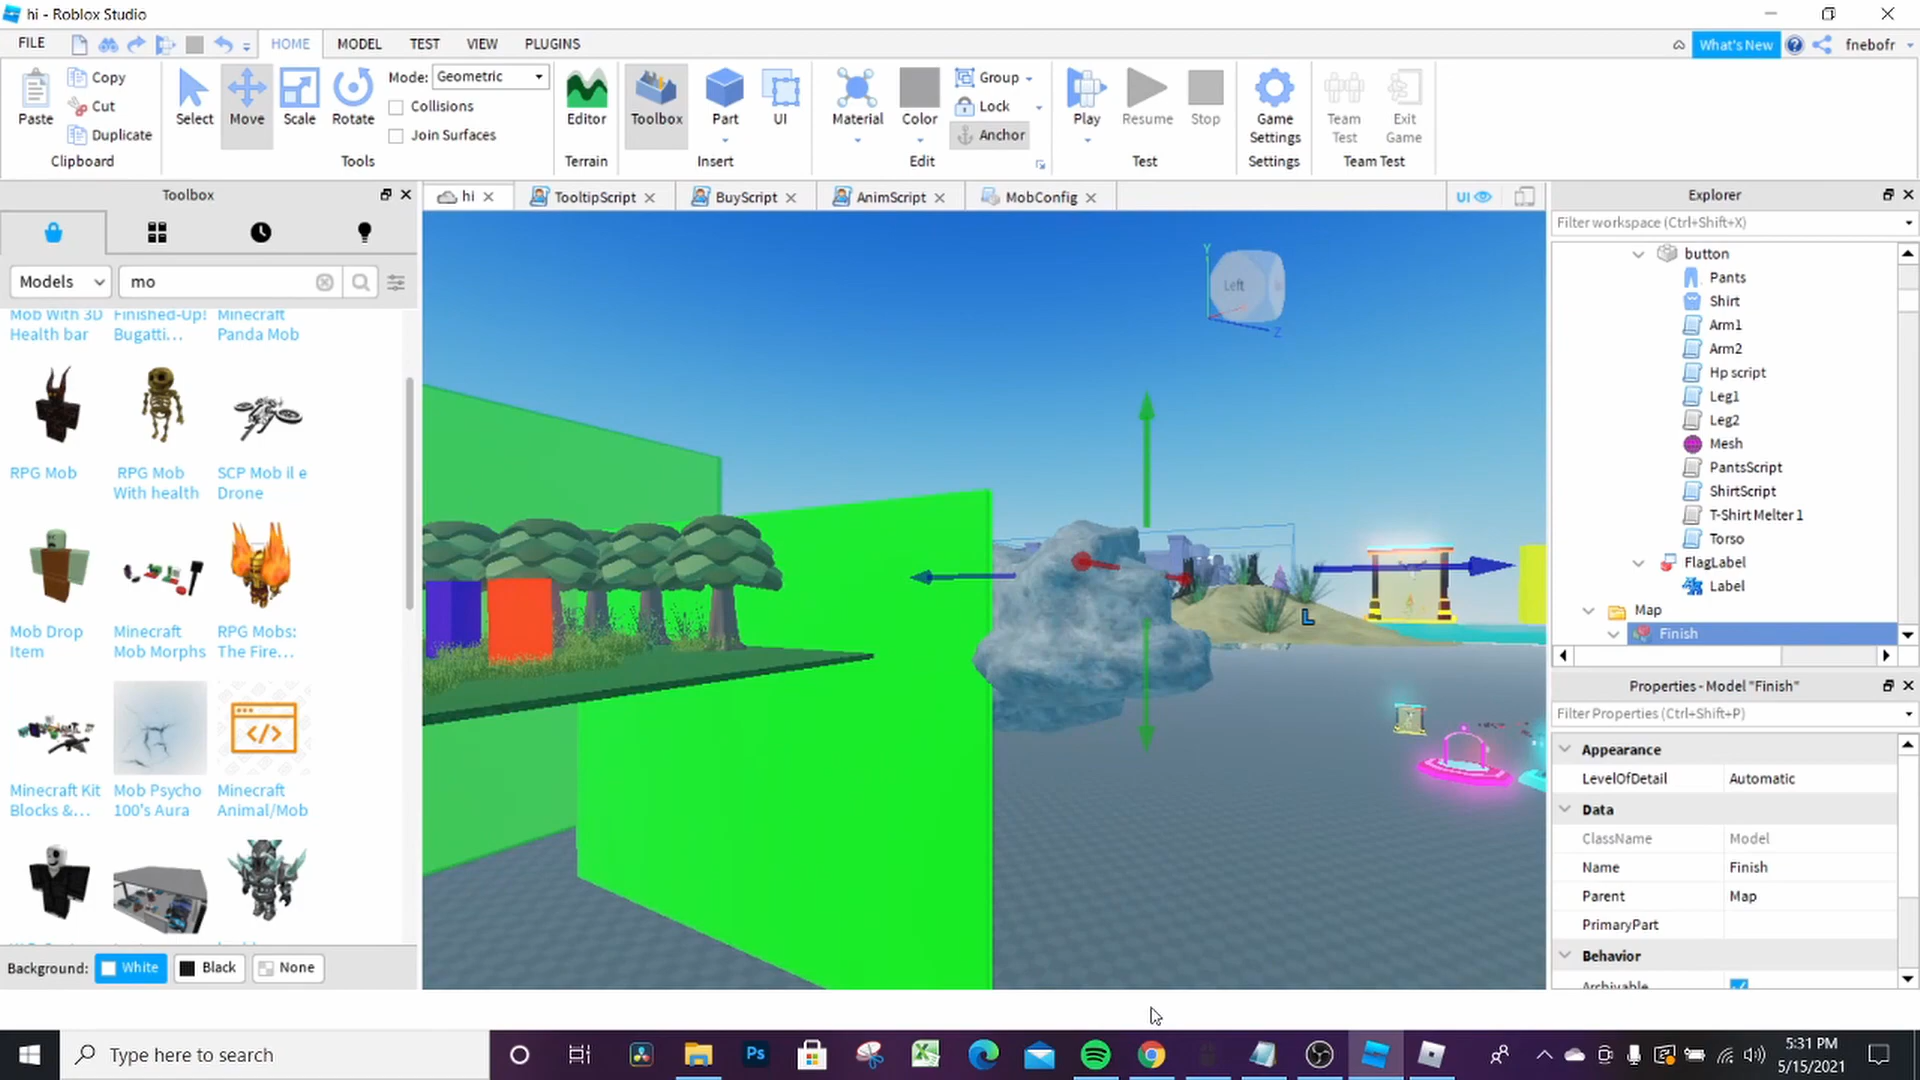 hi - Roblox Studio
FILE
HOME
MODEL
TEST
VIEW
PLUGINS
What's New
fnebofr
Paste
Copy
Cut
Duplicate
Clipboard
Select
Move
Scale
Rotate
Mode: Geometric
Collisions
Join Surfaces
Tools
Editor
Terrain
Toolbox
Part
UI
Insert
Material
Color
Group
Lock
Anchor
Edit
Play
Resume
Stop
Test
Game Settings
Settings
Team Test
Exit Game
Team Test
Toolbox
hi
TooltipScript
BuyScript
AnimScript
MobConfig
UI
Explorer
Filter workspace (Ctrl+Shift+X)
Models
mo
Mob With 3D Health bar
Finished-Up! Bugatti...
Minecraft Panda Mob
RPG Mob
RPG Mob With health
SCP Mob il e Drone
Mob Drop Item
Minecraft Mob Morphs
RPG Mobs: The Fire...
Minecraft Kit Blocks &...
Mob Psycho 100's Aura
Minecraft Animal/Mob
Background:
White
Black
None
Y
Left
Z
L
button
Pants
Shirt
Arm1
Arm2
Hp script
Leg1
Leg2
Mesh
PantsScript
ShirtScript
T-Shirt Melter 1
Torso
FlagLabel
Label
Map
Finish
Properties - Model "Finish"
Filter Properties (Ctrl+Shift+P)
Appearance
LevelOfDetail Automatic
Data
ClassName Model
Name Finish
Parent Map
PrimaryPart
Behavior
Archivable
Type here to search
Ps
5:31 PM
5/15/2021